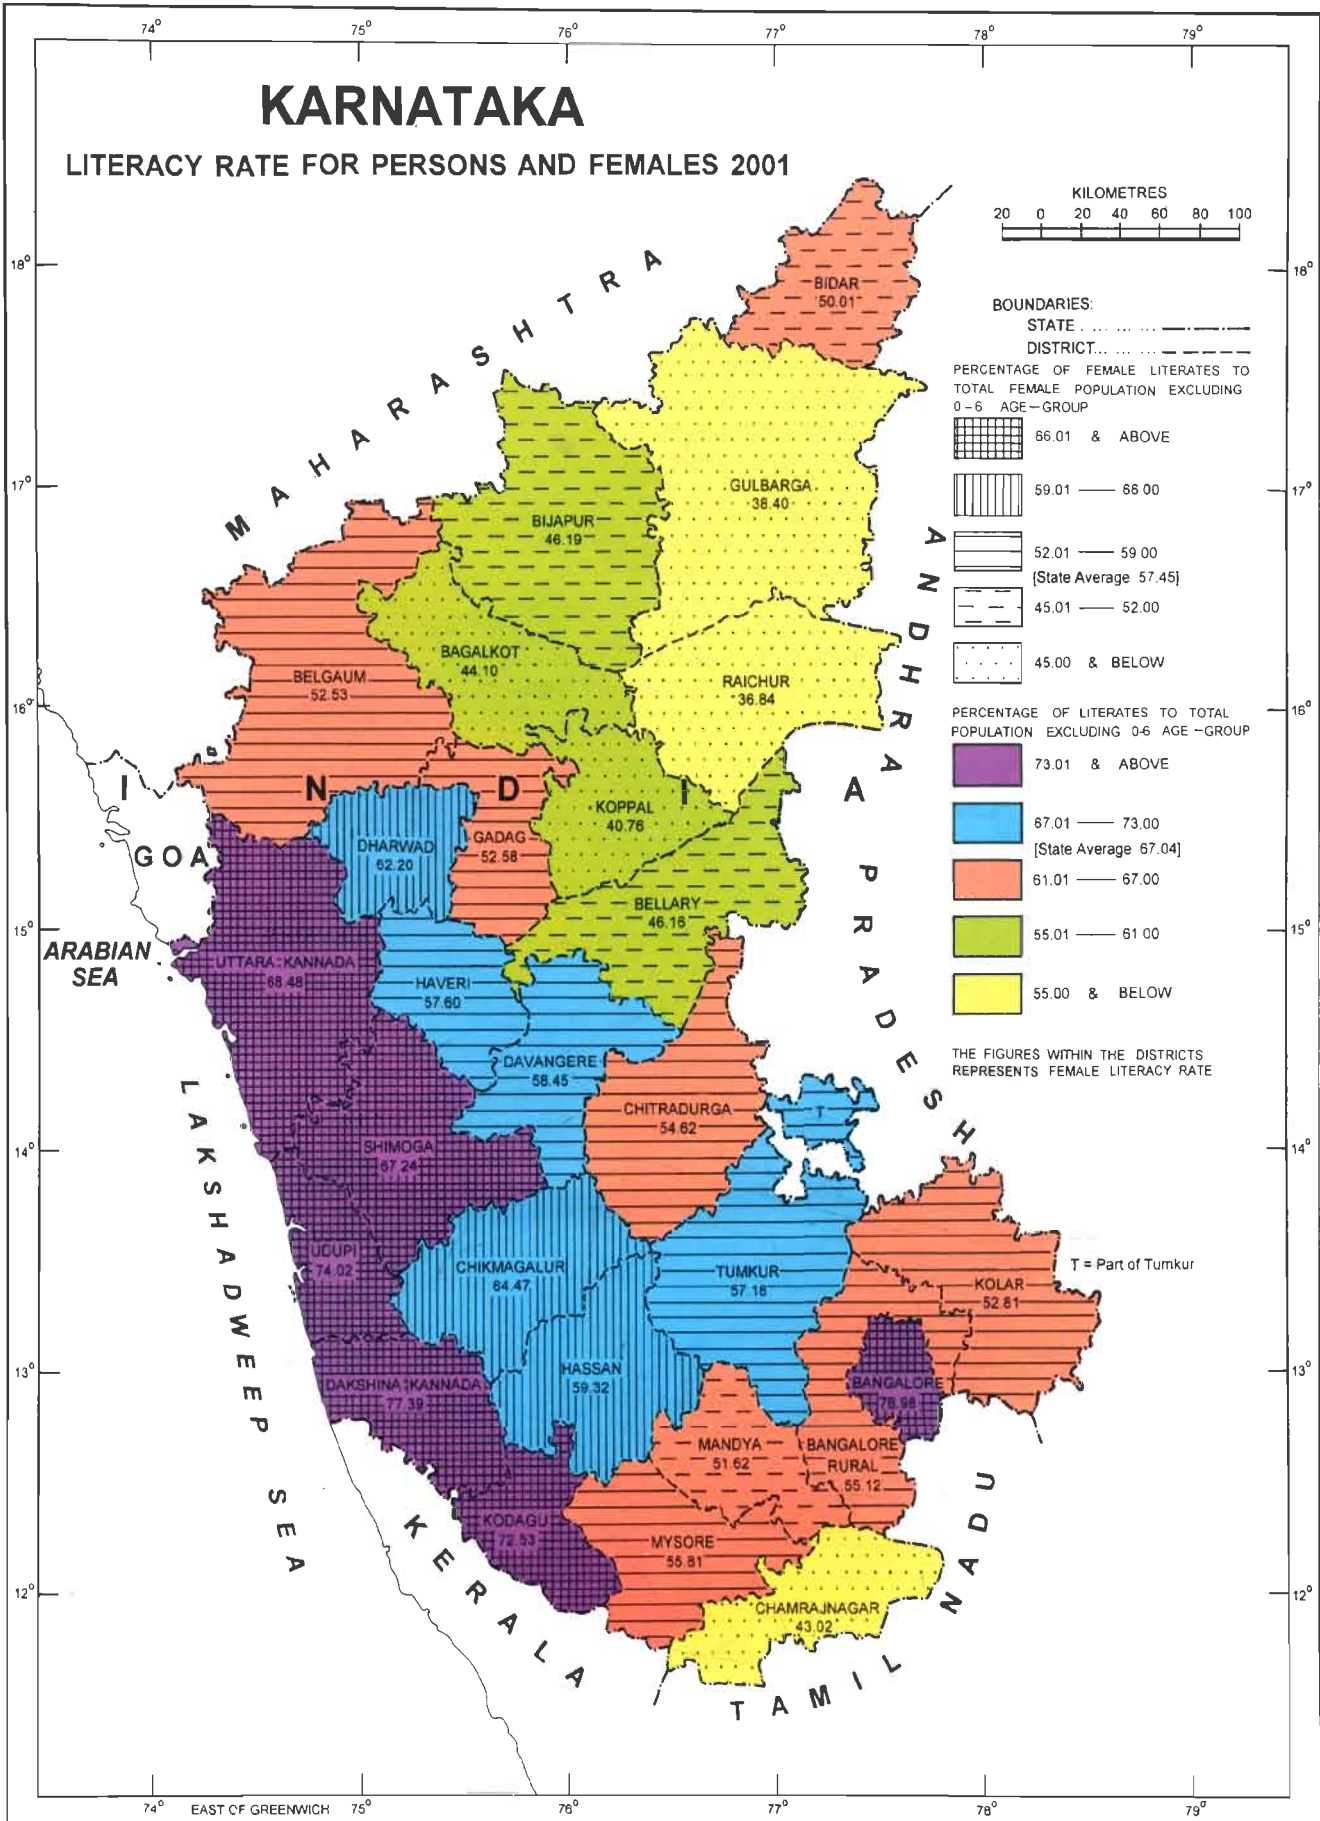 74° 75° 76° 77° 78° 79°
KARNATAKA
LITERACY RATE FOR PERSONS AND FEMALES 2001
KILOMETRES
20 0 20 40 60 80 100
18° 18°
BOUNDARIES:
STATE
DISTRICT
PERCENTAGE OF FEMALE LITERATES TO
TOTAL FEMALE POPULATION EXCLUDING
0-6 AGE-GROUP
66.01 & ABOVE
59.01 — 66 00
52.01 — 59 00
[State Average 57.45]
45.01 — 52.00
45.00 & BELOW
PERCENTAGE OF LITERATES TO TOTAL
POPULATION EXCLUDING 0-6 AGE-GROUP
73.01 & ABOVE
67.01 — 73.00
[State Average 67.04]
61.01 — 67.00
55.01 — 61 00
55.00 & BELOW
THE FIGURES WITHIN THE DISTRICTS
REPRESENTS FEMALE LITERACY RATE
MAHARASHTRA
ANDHRA PRADESH
INDIA
GOA
ARABIAN
SEA
LAKSHADWEEP SEA
KERALA
TAMIL NADU
BIDAR
50.01
GULBARGA
38.40
BIJAPUR
46.19
BAGALKOT
44.10
BELGAUM
52.53
RAICHUR
36.84
KOPPAL
40.76
GADAG
52.58
DHARWAD
62.20
BELLARY
46.16
UTTARA KANNADA
68.48
HAVERI
57.60
DAVANGERE
58.45
CHITRADURGA
54.62
T
SHIMOGA
67.24
UDUPI
74.02
CHIKMAGALUR
64.47
TUMKUR
57.18
KOLAR
52.81
T = Part of Tumkur
HASSAN
59.32
DAKSHINA KANNADA
77.39
BANGALORE
78.98
MANDYA
51.62
BANGALORE
RURAL
55.12
KODAGU
72.53
MYSORE
55.81
CHAMRAJNAGAR
43.02
17° 17°
16° 16°
15° 15°
14° 14°
13° 13°
12° 12°
74° EAST OF GREENWICH 75° 76° 77° 78° 79°